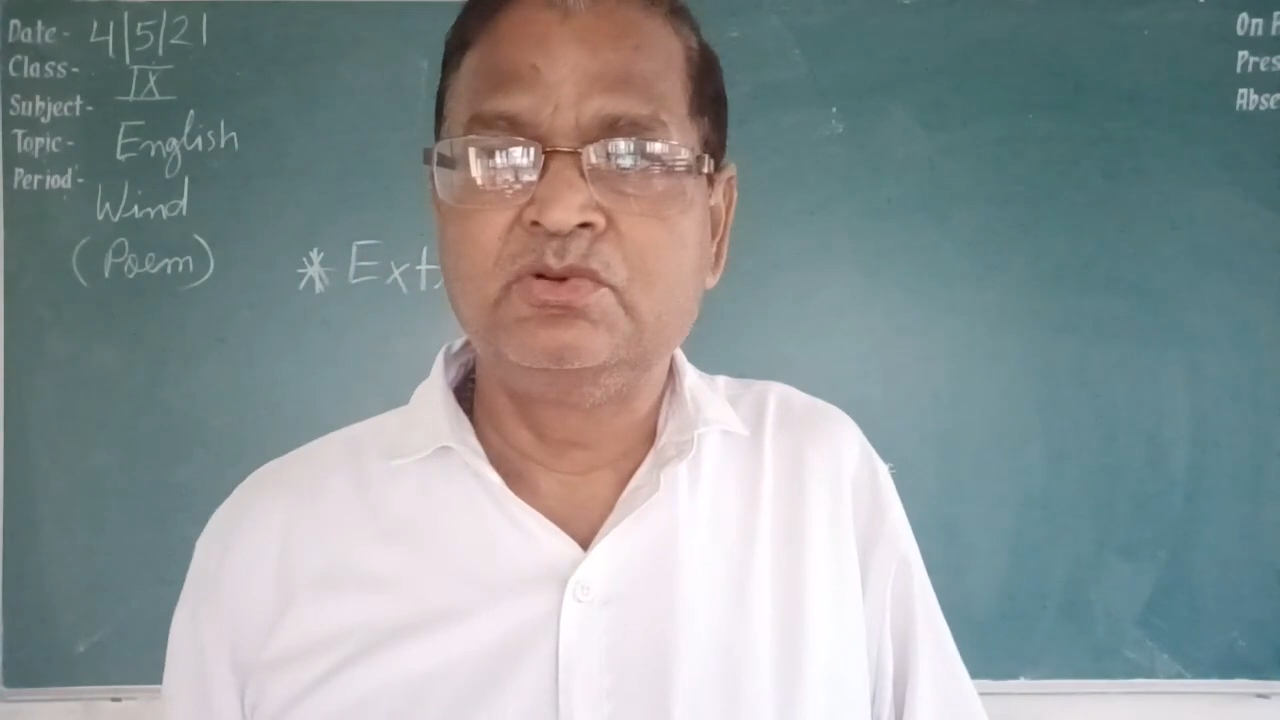 Date- 4/5/21
Class- IX
Subject-
Topic- English
Period-
Wind
(Poem)
* Ext
On
Pres
Abse